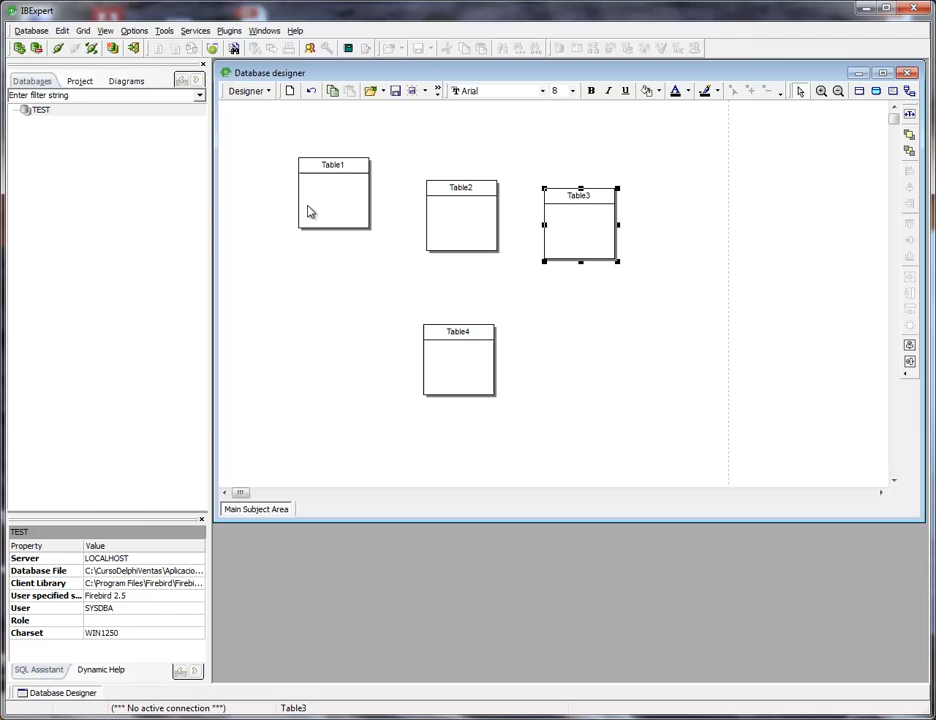 IBExpert
Database Edit Grid View Options Tools Services Plugins Windows Help
Databases Project Diagrams
Enter filter string
TEST
Database designer
Designer Arial 8 B I U A
Table1
Table2
Table3
Table4
Main Subject Area
TEST
Property Value
Server LOCALHOST
Database File C:\CursoDelphiVentas\Aplicacio...
Client Library C:\Program Files\Firebird\Firebi...
User specified s... Firebird 2.5
User SYSDBA
Role
Charset WIN1250
SQL Assistant Dynamic Help
Database Designer
(*** No active connection ***) Table3